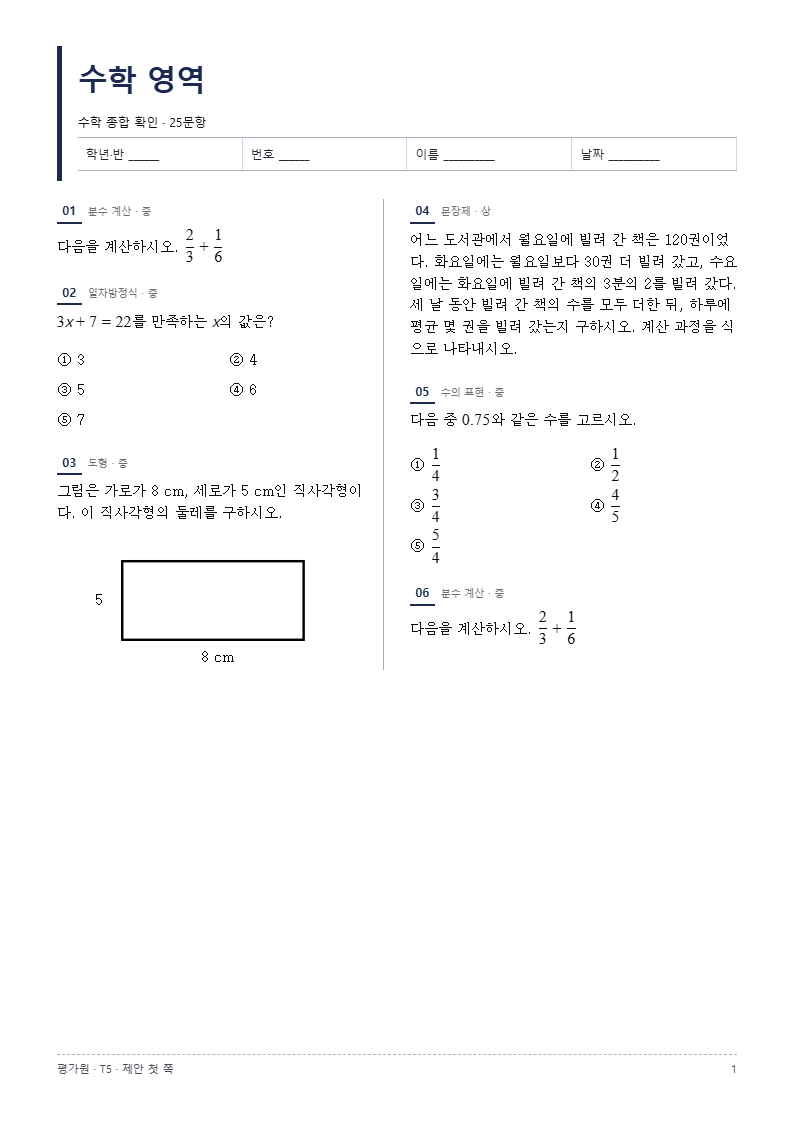 수학 영역
수학 종합 확인 · 25문항
학년·반 _____ 번호 _____ 이름 ________ 날짜 ________
01 분수 계산 · 중
다음을 계산하시오. 2/3 + 1/6
02 일차방정식 · 중
3x + 7 = 22를 만족하는 x의 값은?
① 3 ② 4
③ 5 ④ 6
⑤ 7
03 도형 · 중
그림은 가로가 8 cm, 세로가 5 cm인 직사각형이
다. 이 직사각형의 둘레를 구하시오.
5
8 cm
04 문장제 · 상
어느 도서관에서 월요일에 빌려 간 책은 120권이었
다. 화요일에는 월요일보다 30권 더 빌려 갔고, 수요
일에는 화요일에 빌려 간 책의 3분의 2를 빌려 갔다.
세 날 동안 빌려 간 책의 수를 모두 더한 뒤, 하루에
평균 몇 권을 빌려 갔는지 구하시오. 계산 과정을 식
으로 나타내시오.
05 수의 표현 · 중
다음 중 0.75와 같은 수를 고르시오.
① 1/4 ② 1/2
③ 3/4 ④ 4/5
⑤ 5/4
06 분수 계산 · 중
다음을 계산하시오. 2/3 + 1/6
평가원 · T5 · 제안 첫 쪽 1